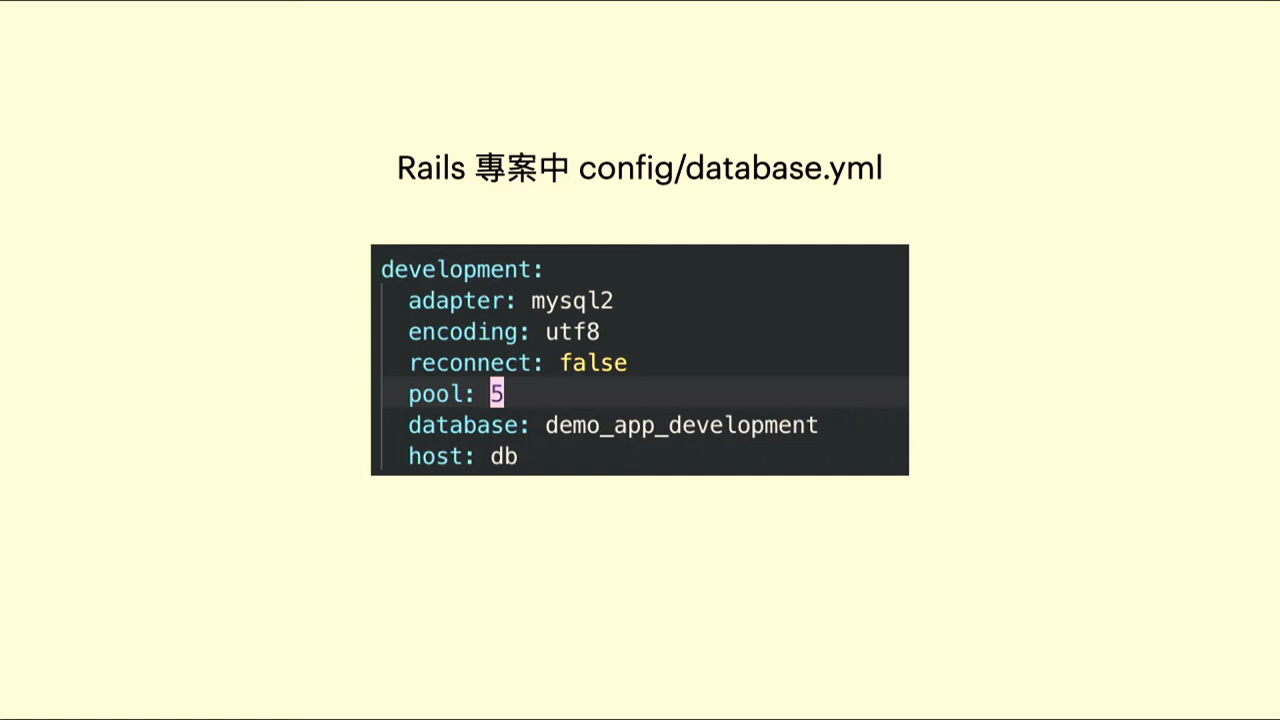 Rails 專案中 config/database.yml
development:
adapter: mysql2
encoding: utf8
reconnect: false
pool: 5
database: demo_app_development
host: db